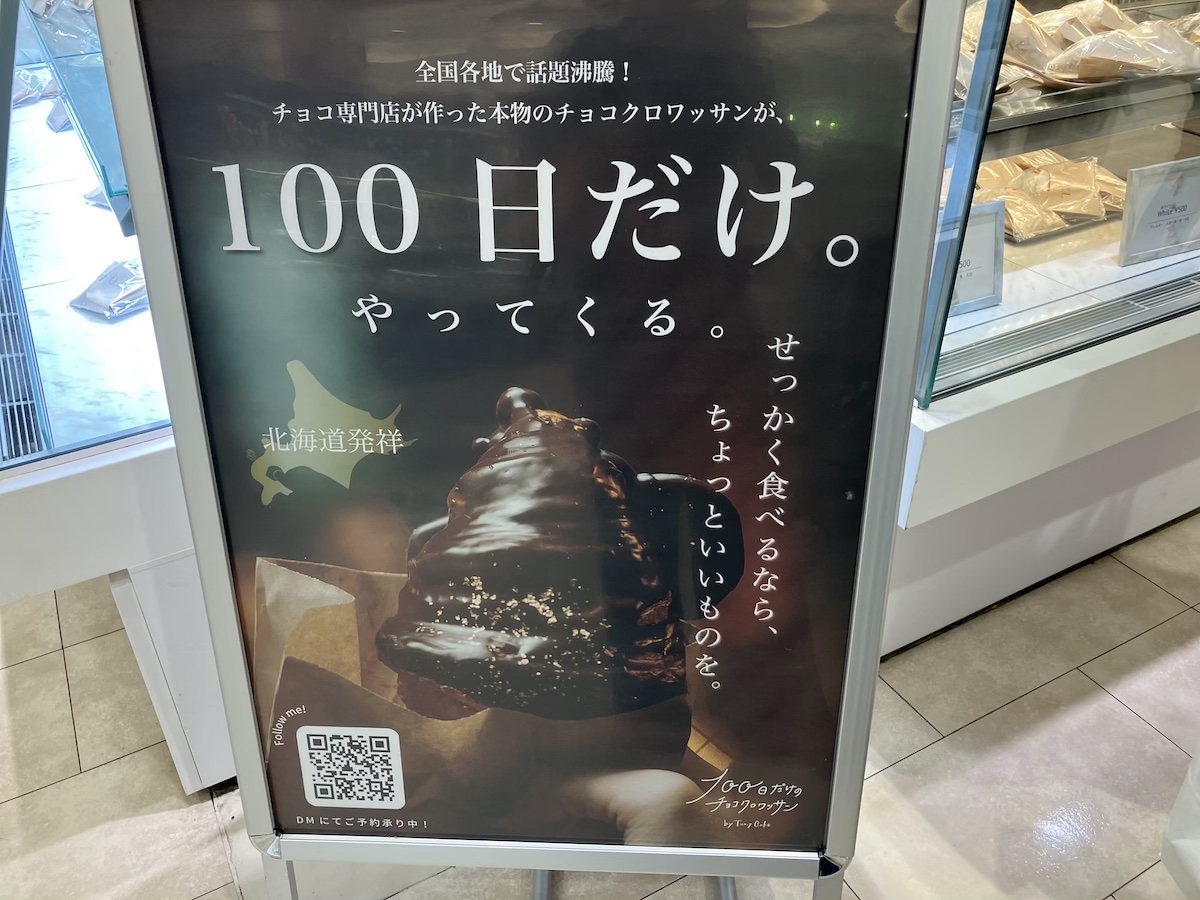 全国各地で話題沸騰！
チョコ専門店が作った本物のチョコクロワッサンが、
100日だけ。
やってくる。
せっかく食べるなら、
ちょっといいものを。
北海道発祥
Follow me!
DMにてご予約承り中！
100日だけの
チョコクロワッサン
White ¥500
500